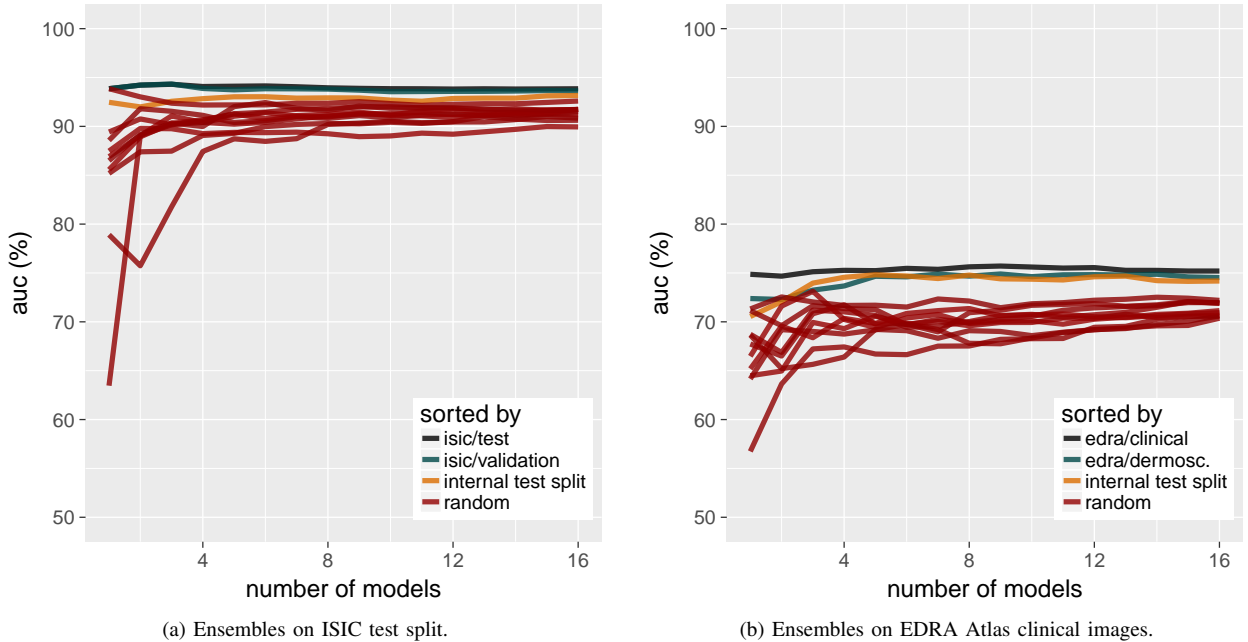 100
90
80
70
60
50
auc (%)
sorted by
isic/test
isic/validation
internal test split
random
4
8
12
16
number of models
(a) Ensembles on ISIC test split.
100
90
80
70
60
50
auc (%)
sorted by
edra/clinical
edra/dermosc.
internal test split
random
4
8
12
16
number of models
(b) Ensembles on EDRA Atlas clinical images.